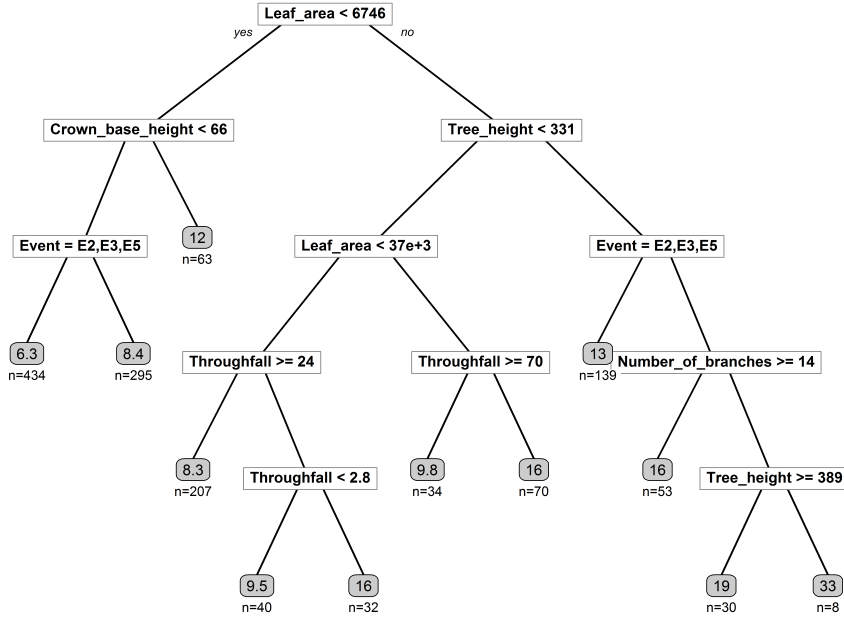 Leaf_area < 6746
yes
no
Crown_base_height < 66
Tree_height < 331
Event = E2,E3,E5
12
n=63
Leaf_area < 37e+3
Event = E2,E3,E5
6.3
n=434
8.4
n=295
Throughfall >= 24
Throughfall >= 70
13
n=139
Number_of_branches >= 14
8.3
n=207
Throughfall < 2.8
9.8
n=34
16
n=70
16
n=53
Tree_height >= 389
9.5
n=40
16
n=32
19
n=30
33
n=8